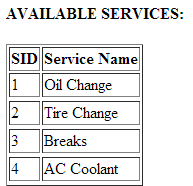 AVAILABLE SERVICES:
SID Service Name
1 Oil Change
2 Tire Change
3 Breaks
4 AC Coolant